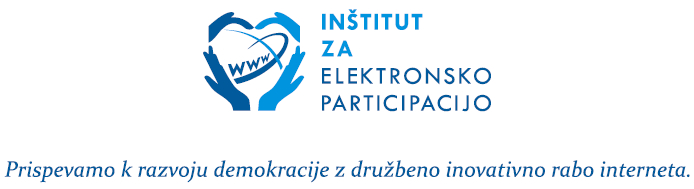 INŠTITUT
ZA
ELEKTRONSKO
PARTICIPACIJO
www
Prispevamo k razvoju demokracije z družbeno inovativno rabo interneta.